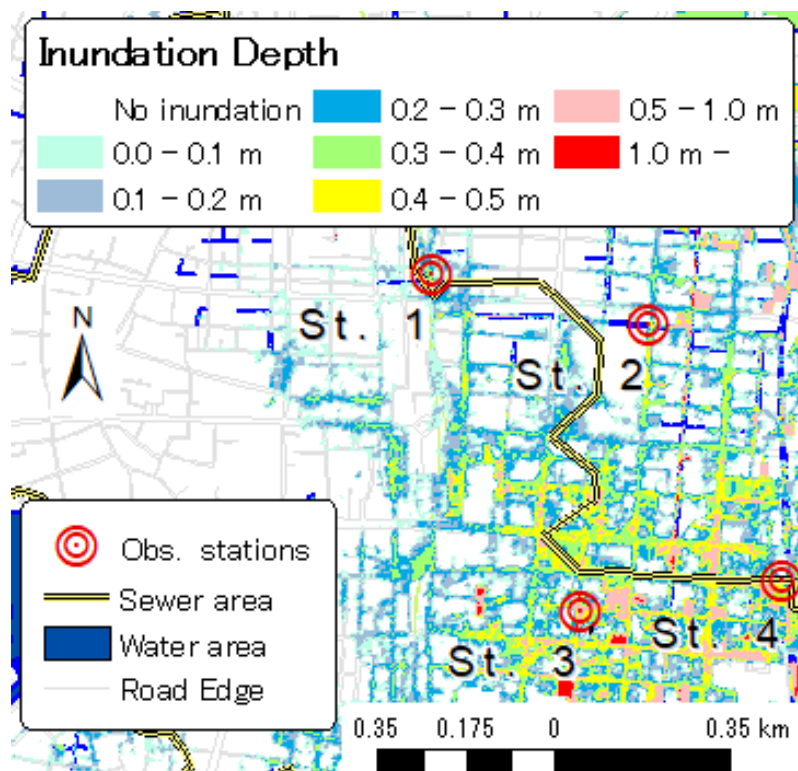 Inundation Depth
No inundation
0.0 - 0.1 m
0.1 - 0.2 m
0.2 - 0.3 m
0.3 - 0.4 m
0.4 - 0.5 m
0.5 - 1.0 m
1.0 m -
St. 1
N
St. 2
Obs. stations
Sewer area
Water area
Road Edge
St. 3
St. 4
0.35 0.175 0 0.35 km